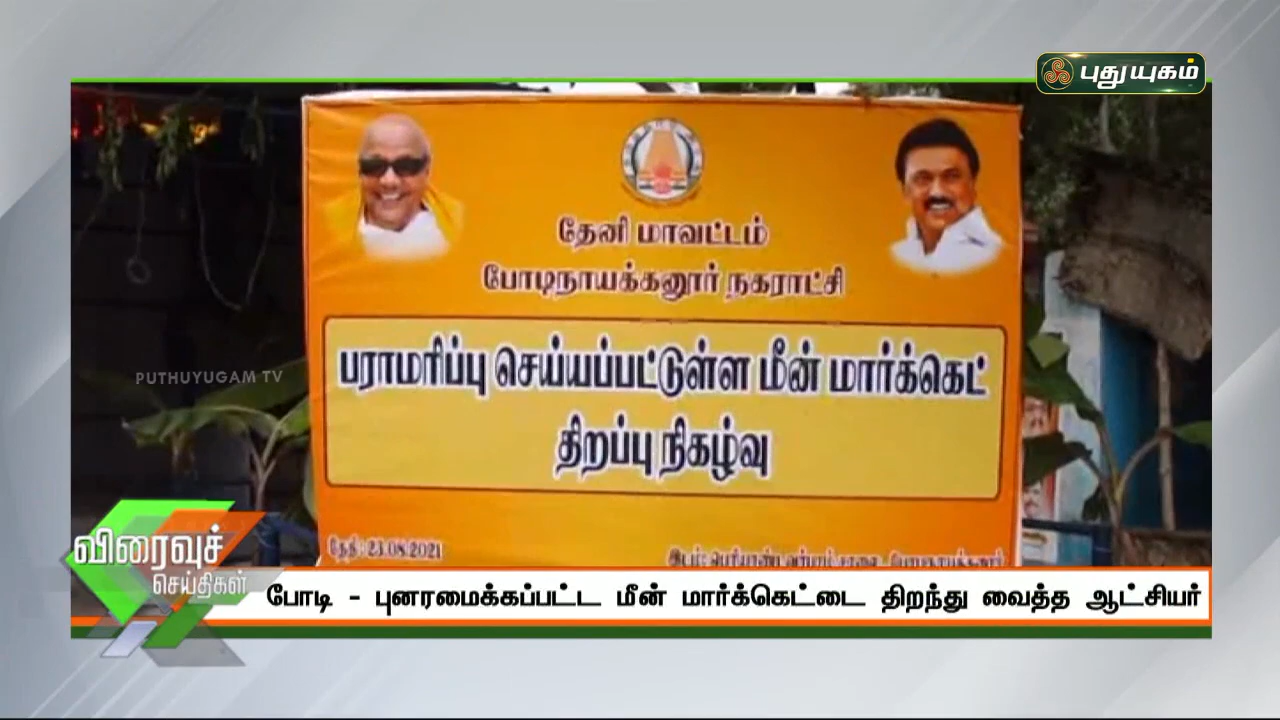 புதுயுகம்
தேனி மாவட்டம்
போடிநாயக்கனூர் நகராட்சி
பராமரிப்பு செய்யப்பட்டுள்ள மீன் மார்க்கெட்
திறப்பு நிகழ்வு
PUTHUYUGAM TV
தேதி : 23.08.2021
இடம்:
விரைவுச்
செய்திகள்
போடி - புனரமைக்கப்பட்ட மீன் மார்க்கெட்டை திறந்து வைத்த ஆட்சியர்